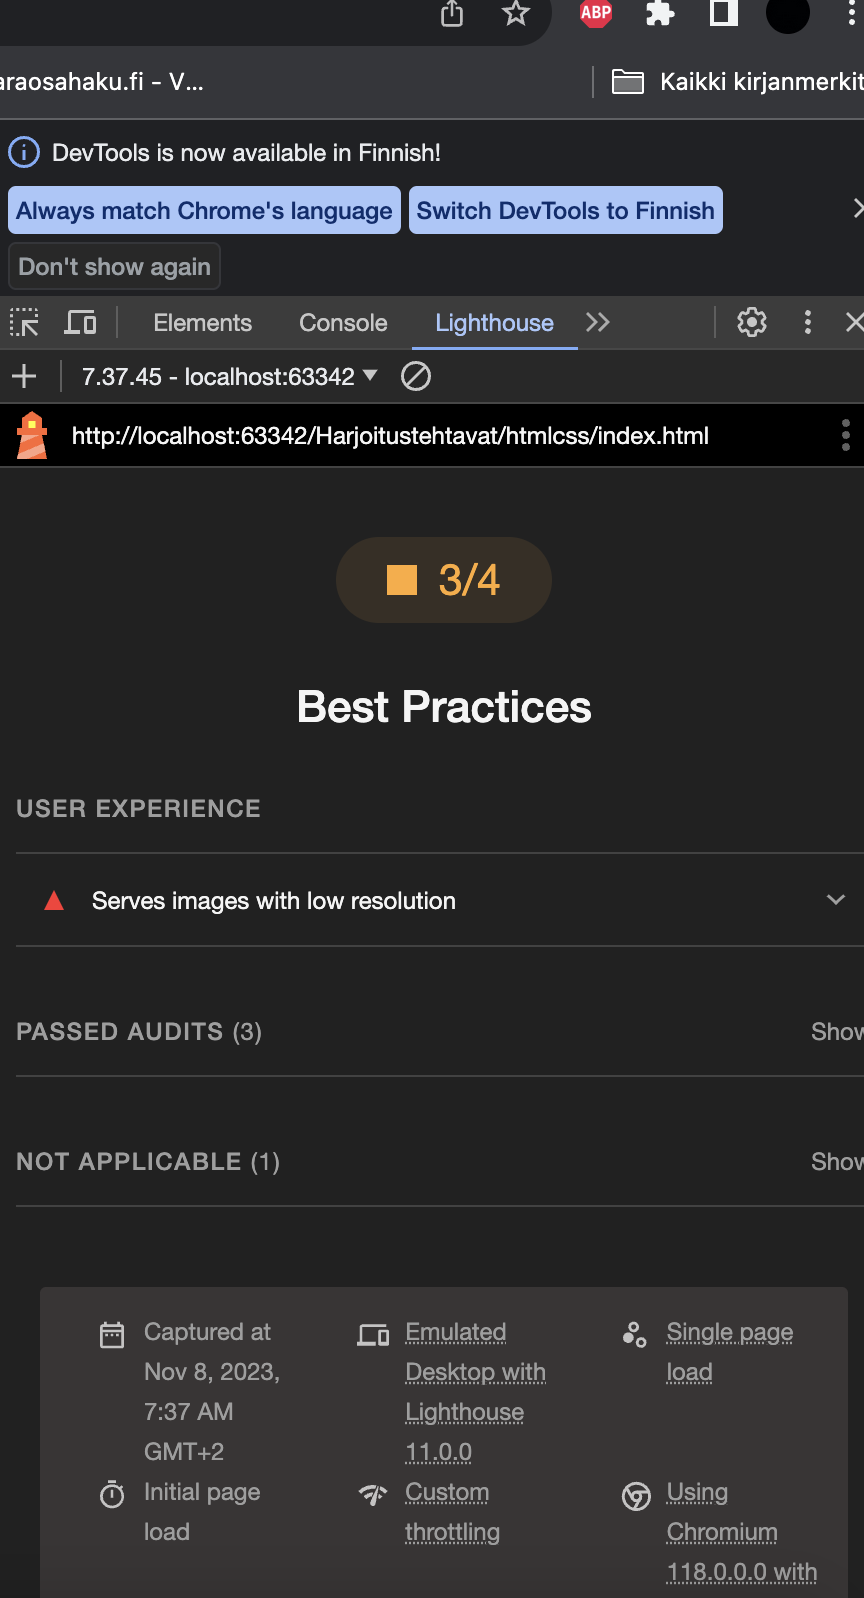 ABP
araosahaku.fi - V...
Kaikki kirjanmerkit
DevTools is now available in Finnish!
Always match Chrome's language
Switch DevTools to Finnish
Don't show again
Elements
Console
Lighthouse
7.37.45 - localhost:63342
http://localhost:63342/Harjoitustehtavat/htmlcss/index.html
3/4
Best Practices
USER EXPERIENCE
Serves images with low resolution
PASSED AUDITS (3)
Show
NOT APPLICABLE (1)
Show
Captured at
Nov 8, 2023,
7:37 AM
GMT+2
Emulated
Desktop with
Lighthouse
11.0.0
Single page
load
Initial page
load
Custom
throttling
Using
Chromium
118.0.0.0 with